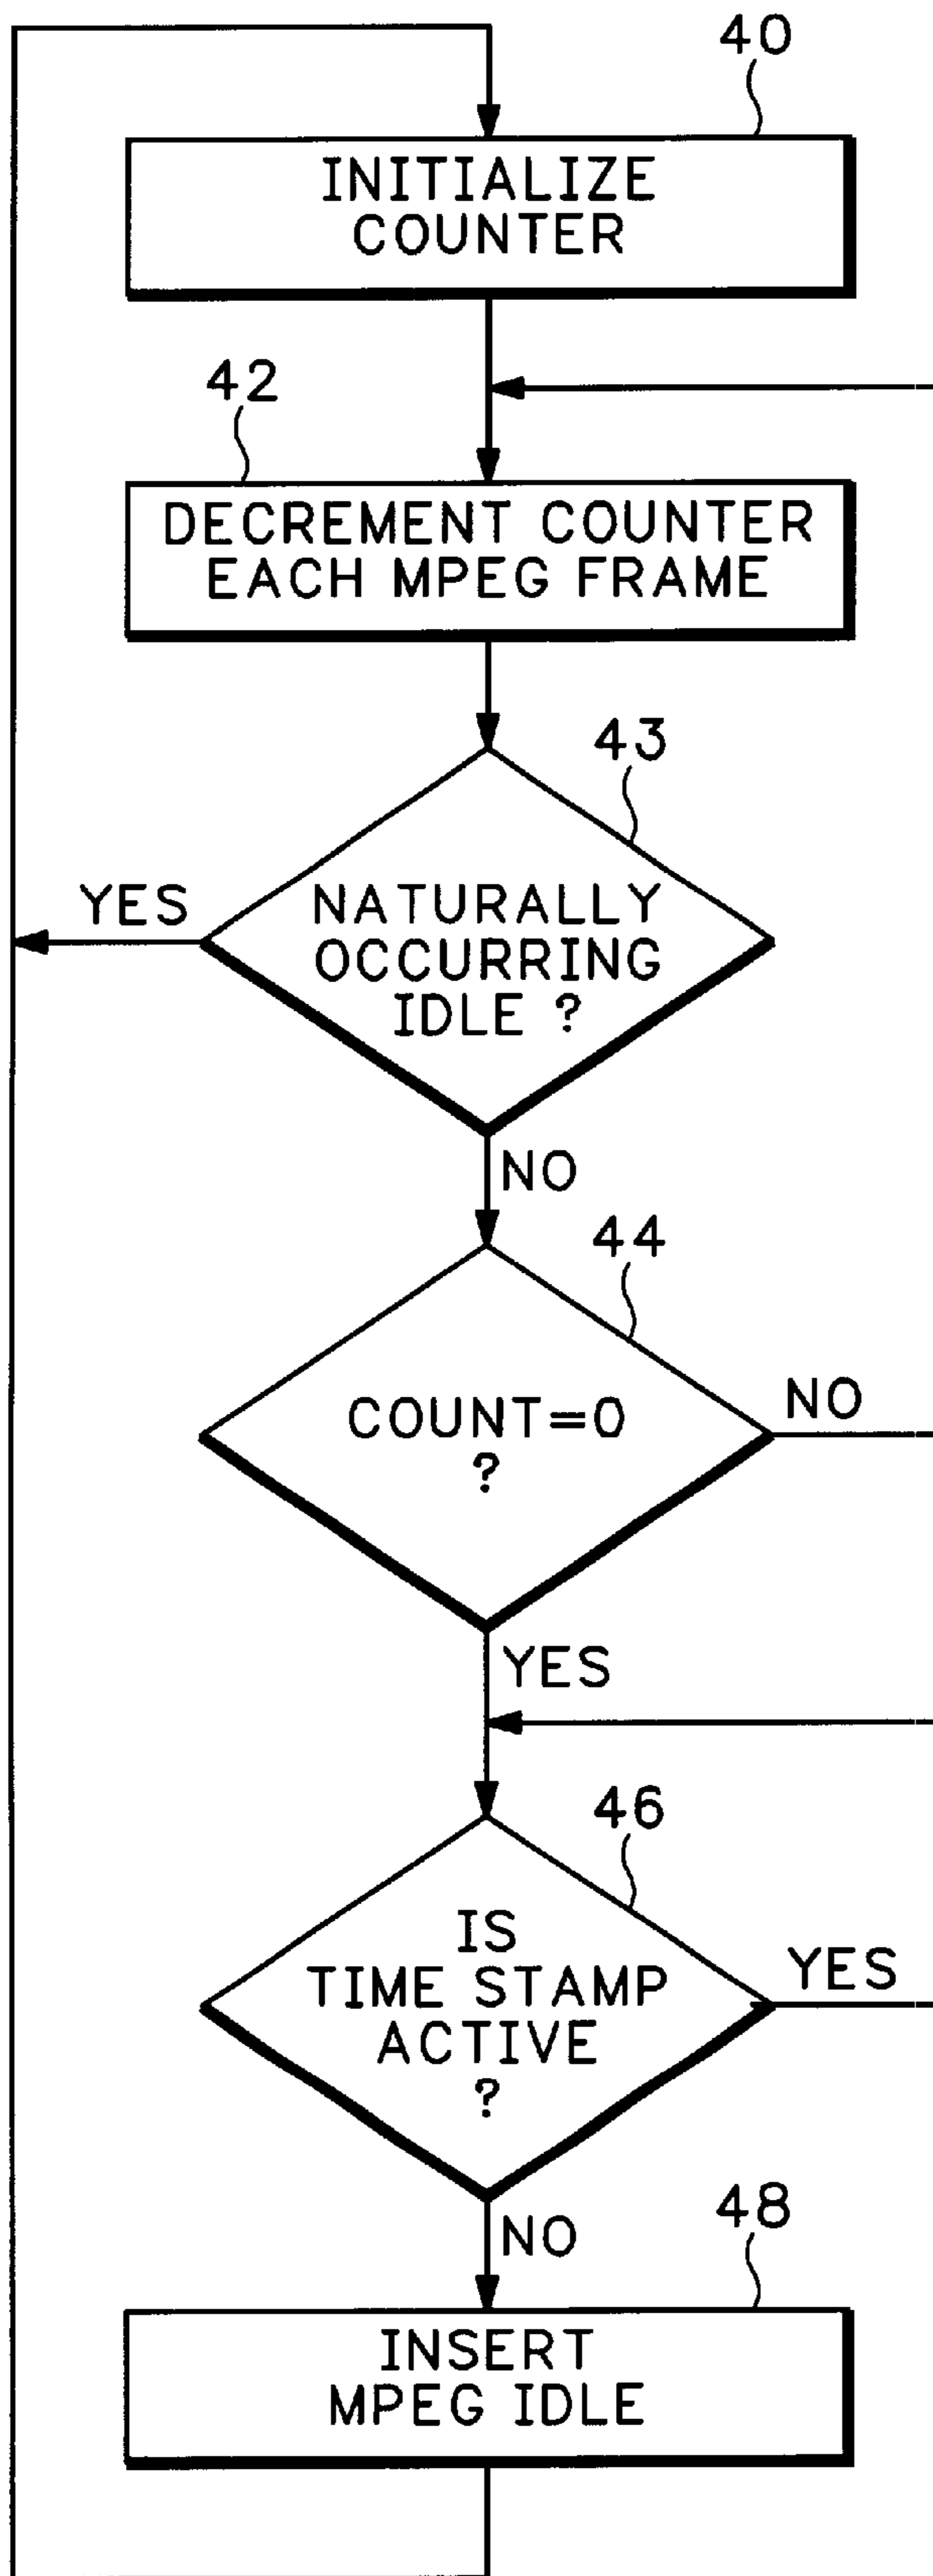 40
INITIALIZE
COUNTER
42
DECREMENT COUNTER
EACH MPEG FRAME
43
YES
NATURALLY
OCCURRING
IDLE ?
NO
44
COUNT=0
?
NO
YES
46
IS
TIME STAMP
ACTIVE
?
YES
NO
48
INSERT
MPEG IDLE